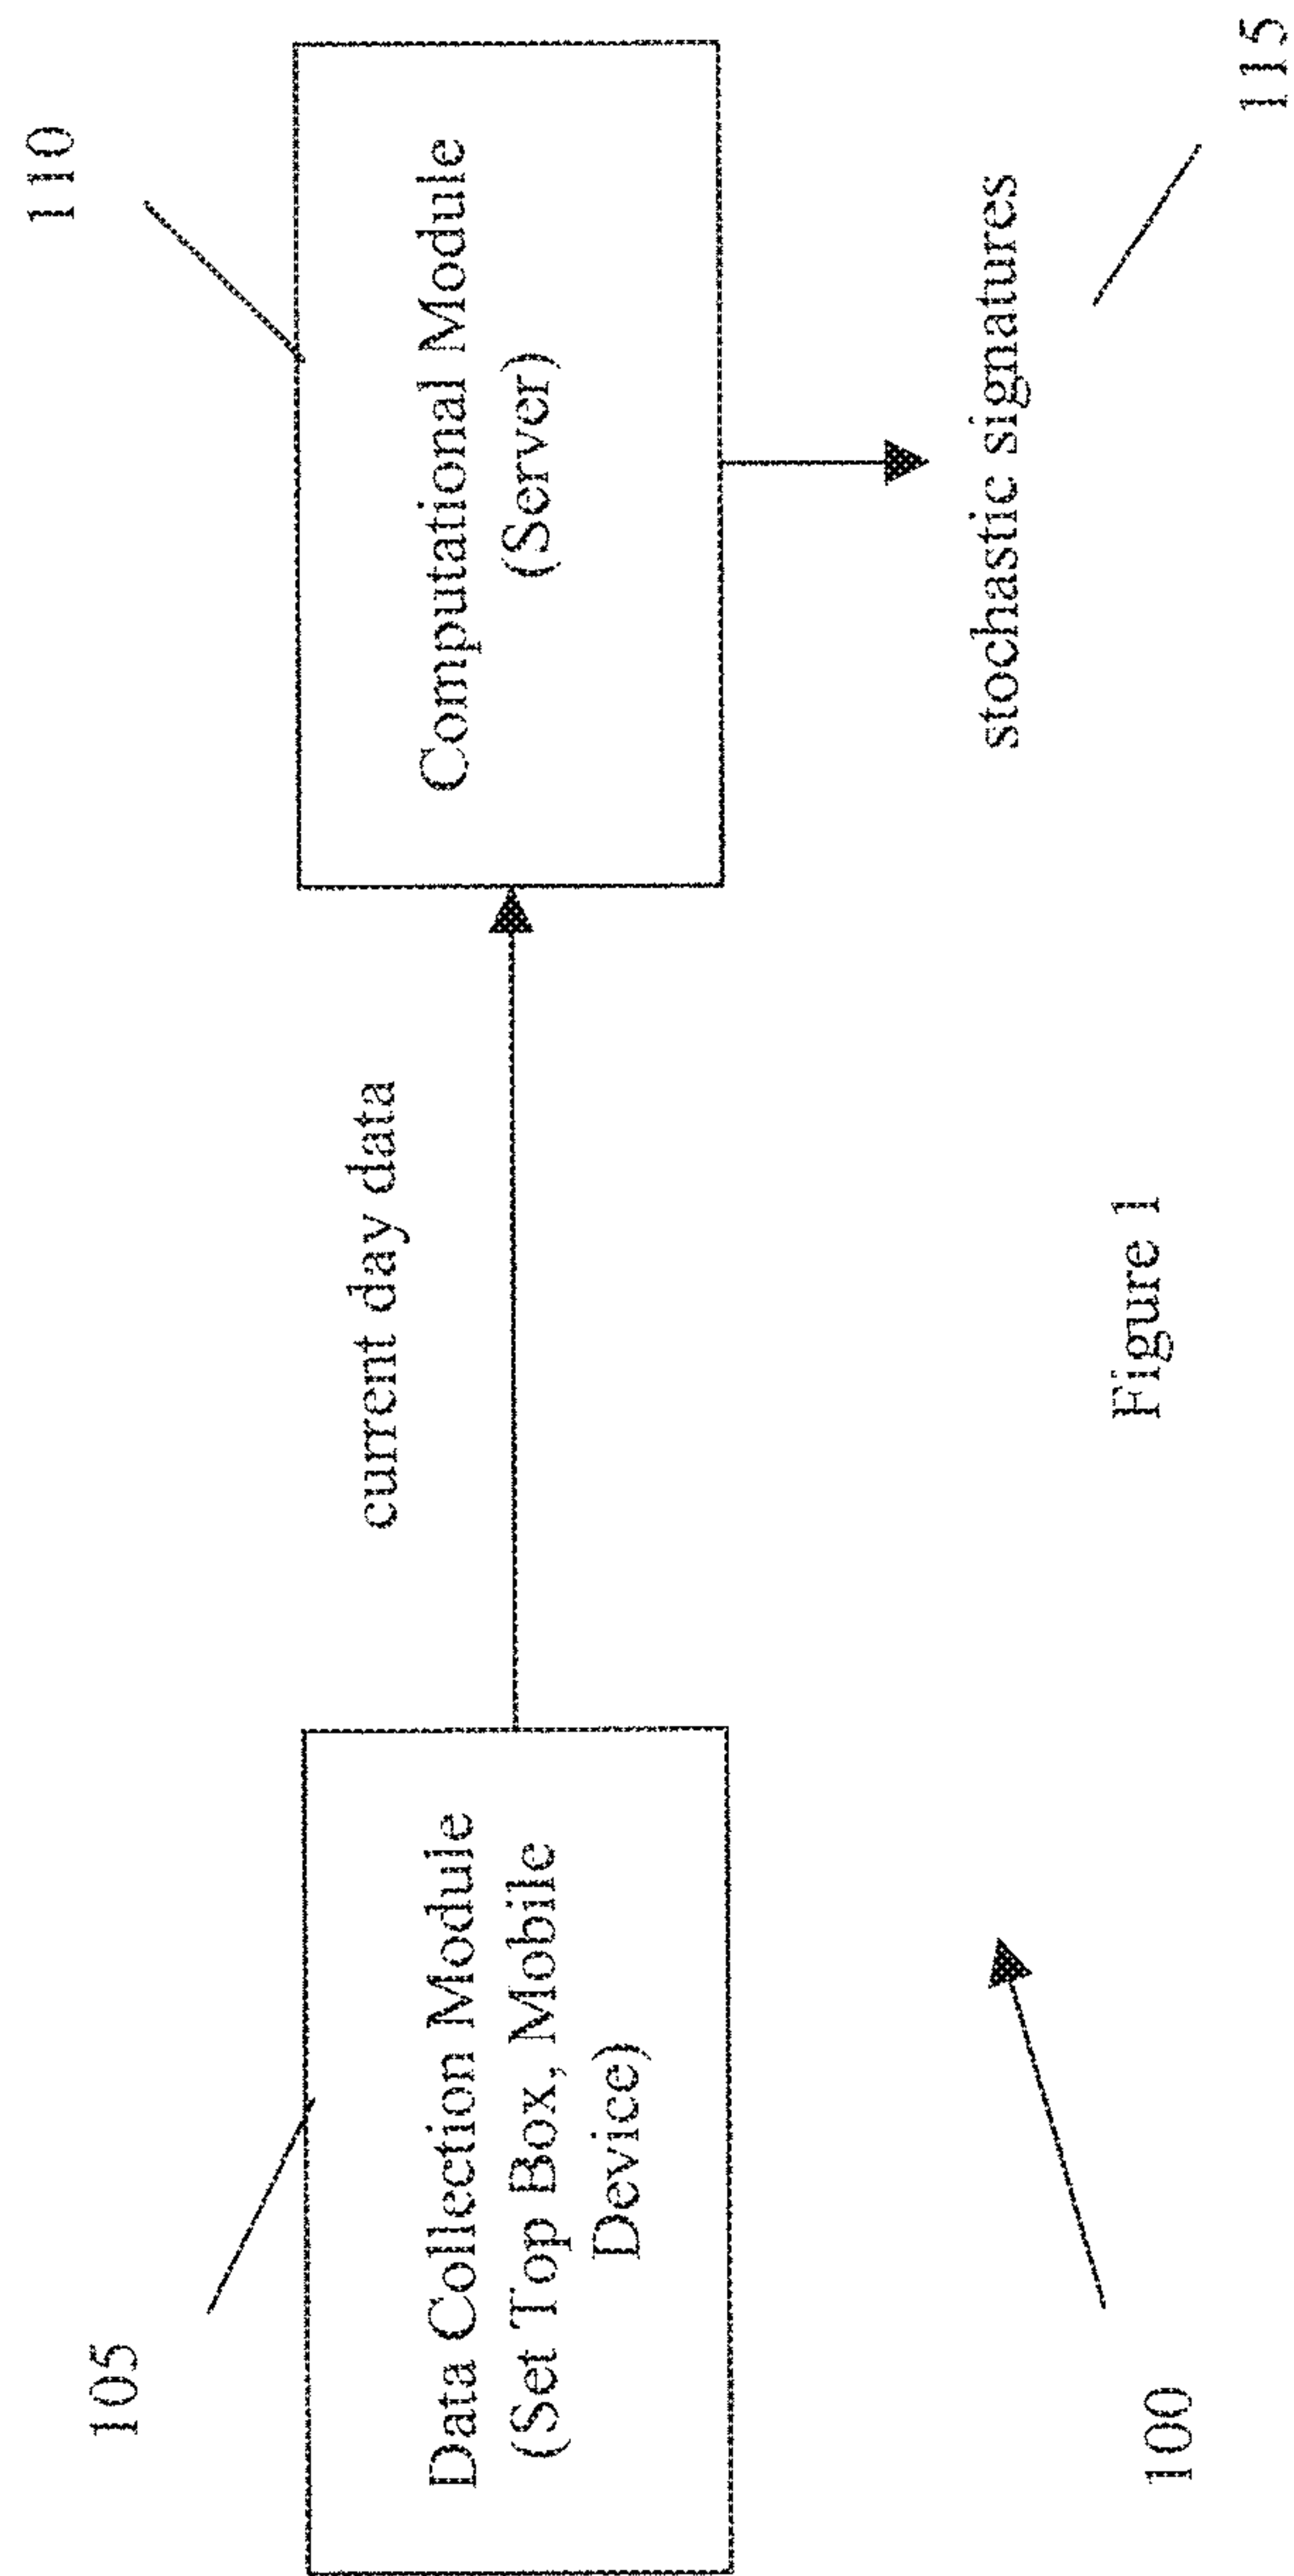 105
110
Data Collection Module
(Set Top Box, Mobile
Device)
current day data
Computational Module
(Server)
stochastic signatures
115
100
Figure 1